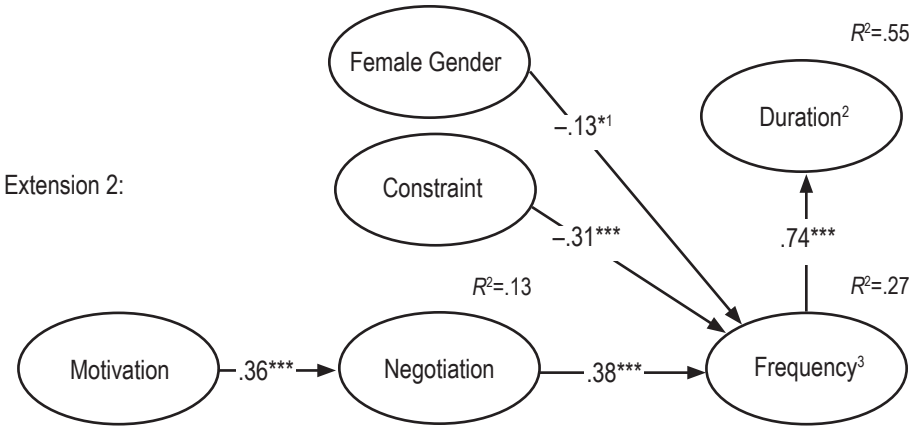 R²=.55
Female Gender
Duration²
–.13*¹
Extension 2:
Constraint
–.31***
.74***
R²=.13
R²=.27
Motivation
.36***
Negotiation
.38***
Frequency³